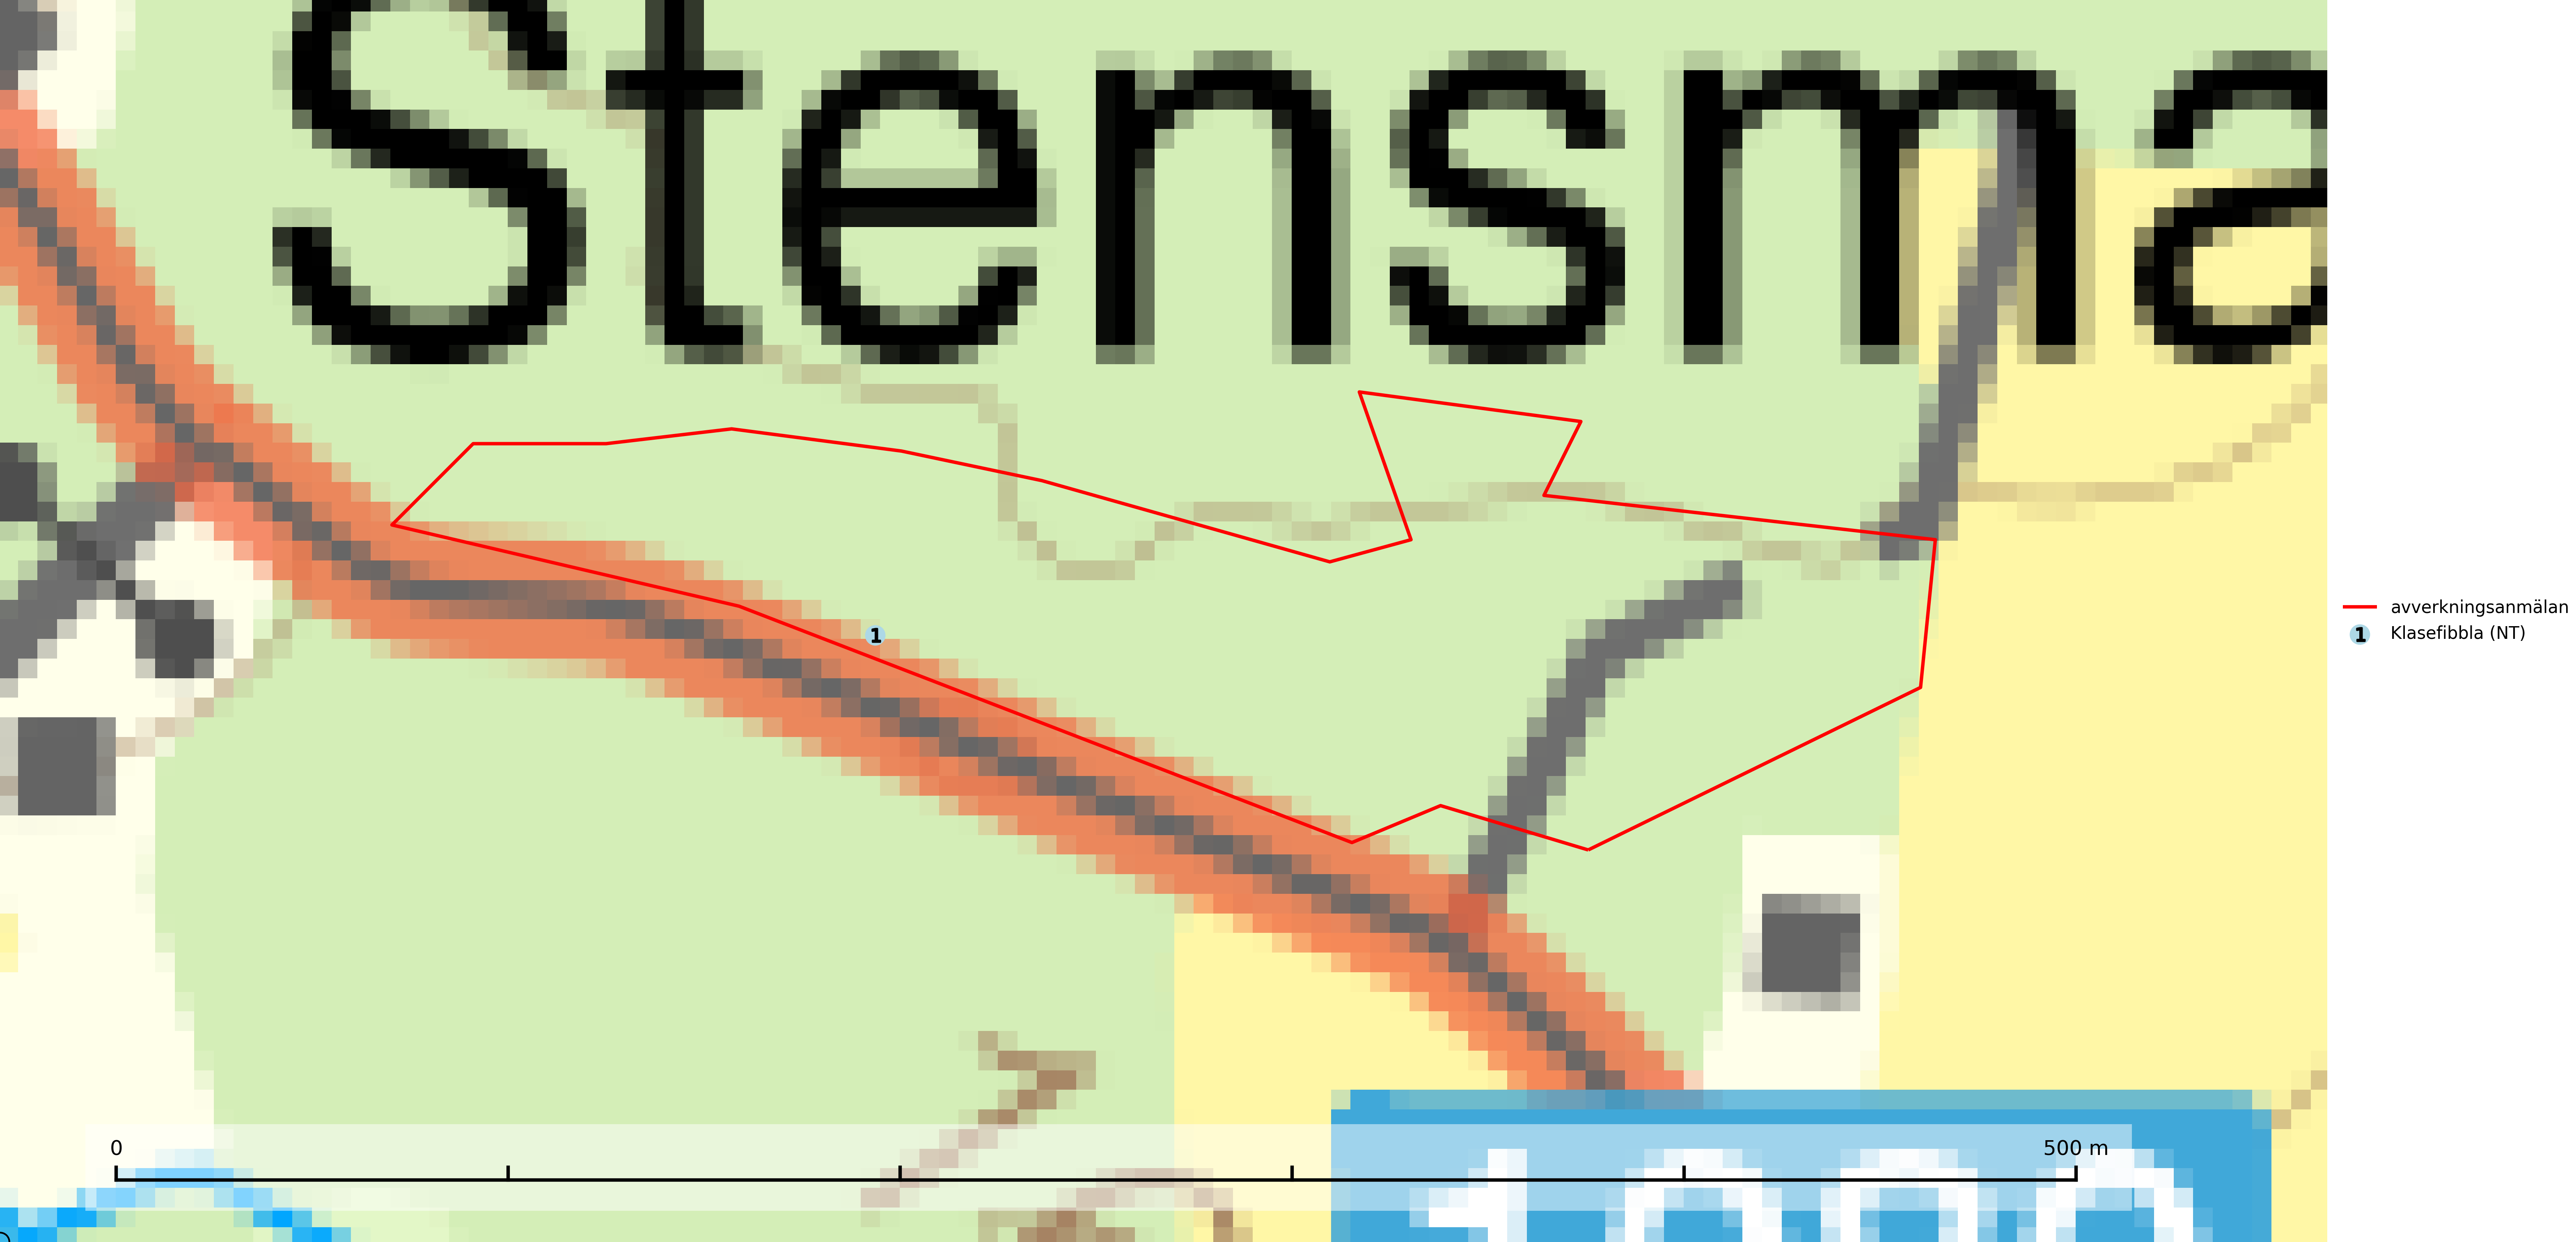 Stensma
avverkningsanmälan
1 Klasefibbla (NT)
1
0 500 m